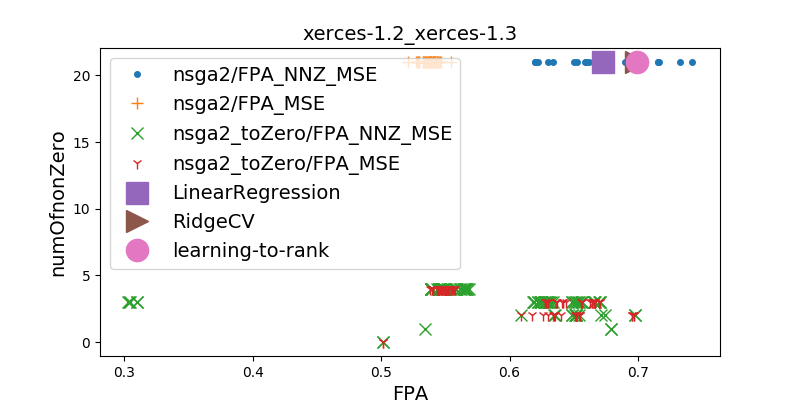 xerces-1.2_xerces-1.3
numOfnonZero
20
15
10
5
0
nsga2/FPA_NNZ_MSE
nsga2/FPA_MSE
nsga2_toZero/FPA_NNZ_MSE
nsga2_toZero/FPA_MSE
LinearRegression
RidgeCV
learning-to-rank
0.3 0.4 0.5 0.6 0.7
FPA